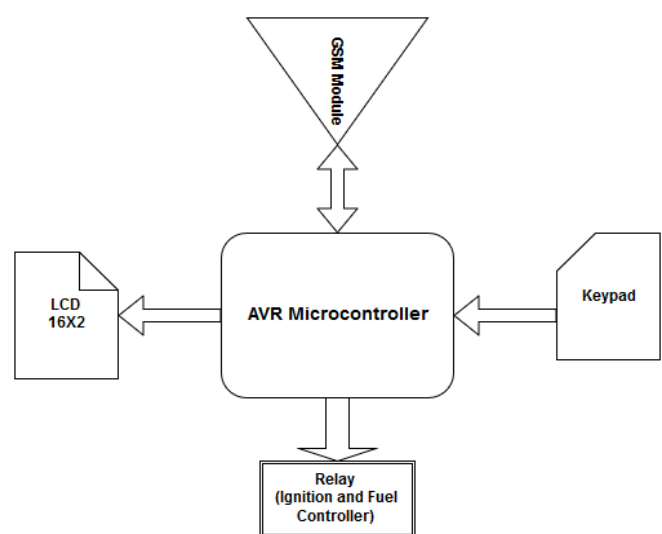 GSM Module
LCD
16X2
AVR Microcontroller
Keypad
Relay
(Ignition and Fuel
Controller)